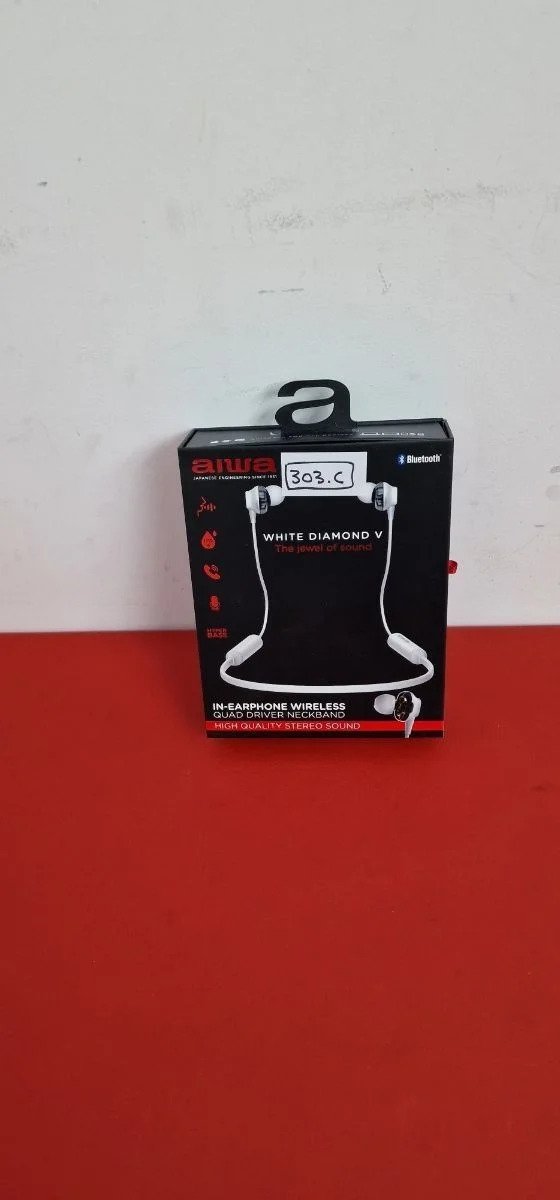 a
aiwa
JAPANESE ENGINEERING SINCE 1951
303.C
Bluetooth
WHITE DIAMOND V
The jewel of sound
HYPER
BASS
IN-EARPHONE WIRELESS
QUAD DRIVER NECKBAND
HIGH QUALITY STEREO SOUND